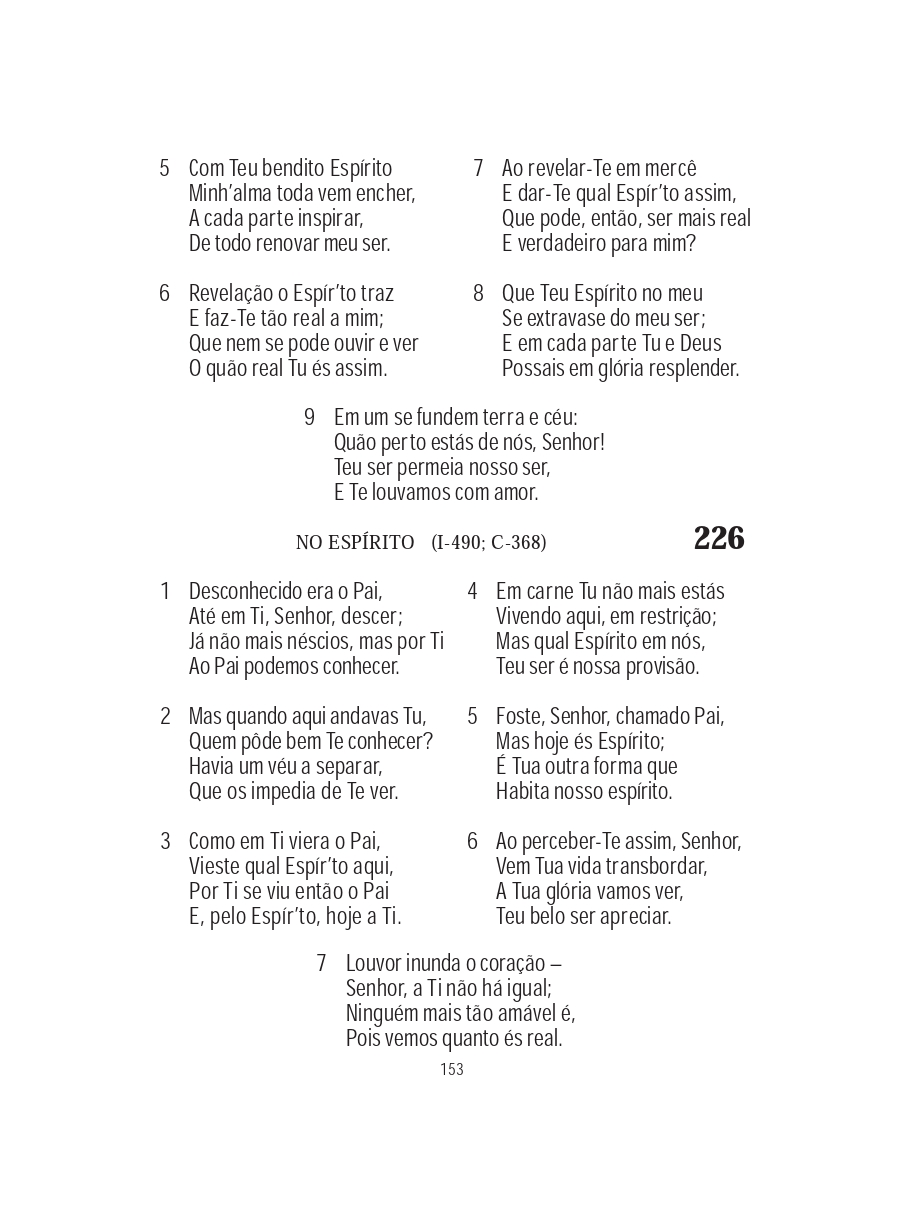 5 Com Teu bendito Espírito
Minh’alma toda vem encher,
A cada parte inspirar,
De todo renovar meu ser.
6 Revelação o Espír’to traz
E faz-Te tão real a mim;
Que nem se pode ouvir e ver
O quão real Tu és assim.
7 Ao revelar-Te em mercê
E dar-Te qual Espír’to assim,
Que pode, então, ser mais real
E verdadeiro para mim?
8 Que Teu Espírito no meu
Se extravase do meu ser;
E em cada parte Tu e Deus
Possais em glória resplender.
9 Em um se fundem terra e céu:
Quão perto estás de nós, Senhor!
Teu ser permeia nosso ser,
E Te louvamos com amor.
NO ESPÍRITO (I-490; C-368) 226
1 Desconhecido era o Pai,
Até em Ti, Senhor, descer;
Já não mais néscios, mas por Ti
Ao Pai podemos conhecer.
2 Mas quando aqui andavas Tu,
Quem pôde bem Te conhecer?
Havia um véu a separar,
Que os impedia de Te ver.
3 Como em Ti viera o Pai,
Vieste qual Espír’to aqui,
Por Ti se viu então o Pai
E, pelo Espír’to, hoje a Ti.
4 Em carne Tu não mais estás
Vivendo aqui, em restrição;
Mas qual Espírito em nós,
Teu ser é nossa provisão.
5 Foste, Senhor, chamado Pai,
Mas hoje és Espírito;
É Tua outra forma que
Habita nosso espírito.
6 Ao perceber-Te assim, Senhor,
Vem Tua vida transbordar,
A Tua glória vamos ver,
Teu belo ser apreciar.
7 Louvor inunda o coração –
Senhor, a Ti não há igual;
Ninguém mais tão amável é,
Pois vemos quanto és real.
153